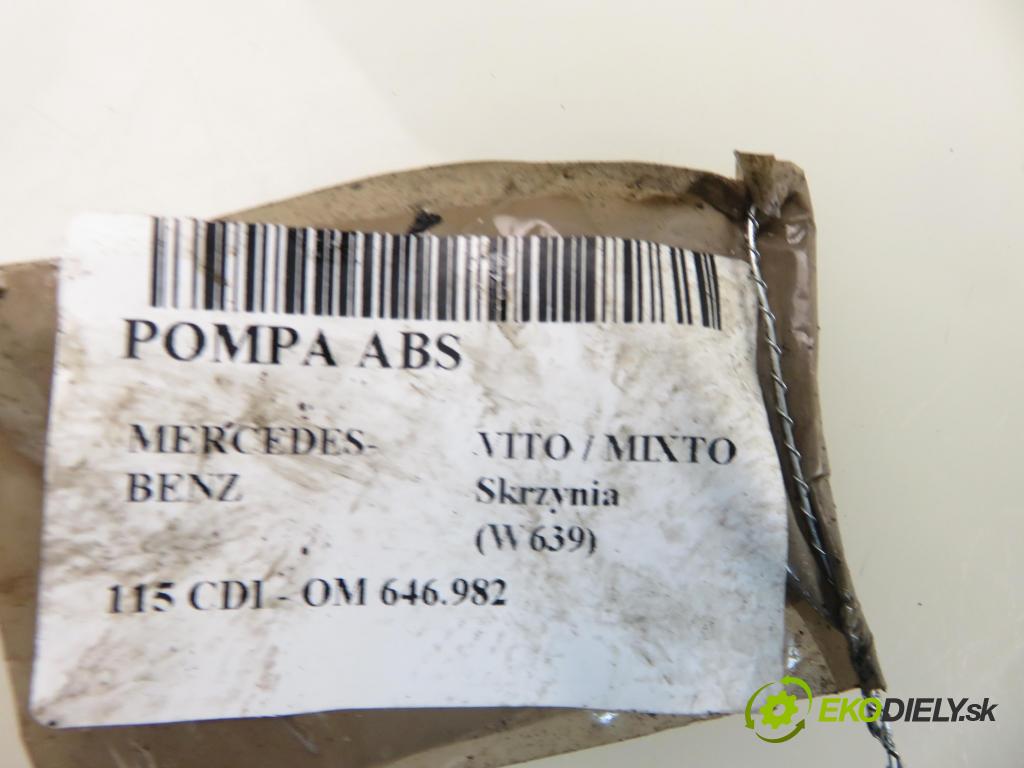 POMPA ABS
MERCEDES-
BENZ
VITO / MIXTO
Skrzynia
(W639)
115 CDI - OM 646.982
EKODIELY.sk